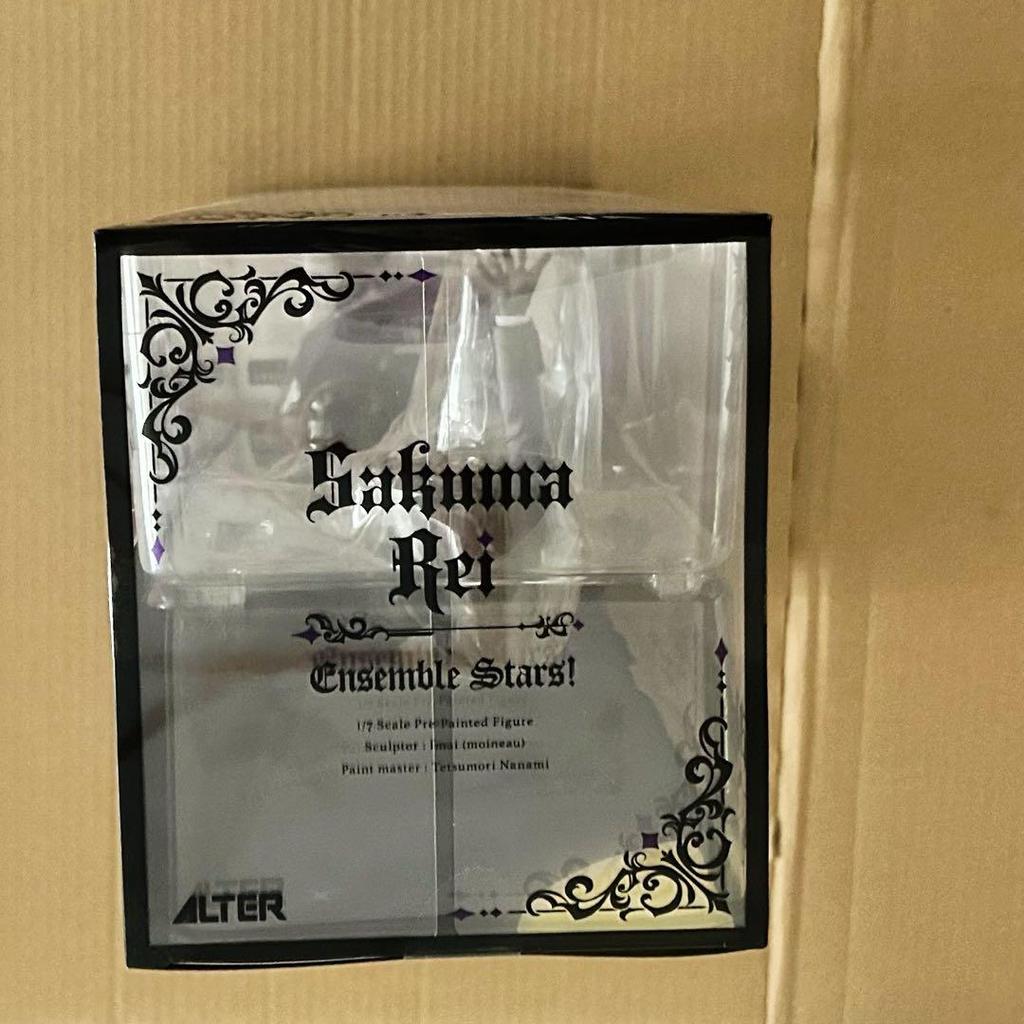 Sakuma
Rei
Ensemble Stars!
1/7 Scale Pre-Painted Figure
Sculptor : Imai (moineau)
Paint master : Tetsumori Nanami
ALTER